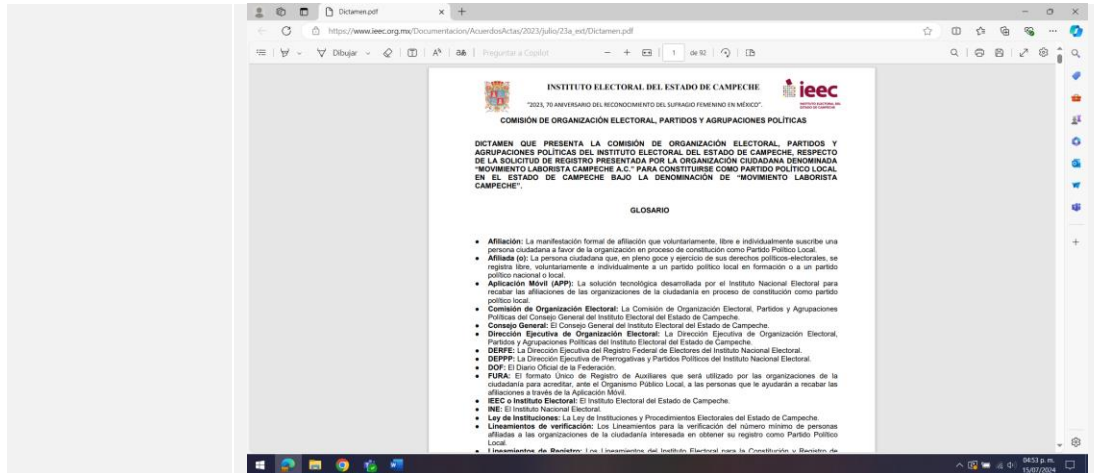 Dictamen.pdf
https://www.ieec.org.mx/Documentacion/AcuerdosActas/2023/julio/23a_ext/Dictamen.pdf
Dibujar
Preguntar a Copilot
1 de 92
INSTITUTO ELECTORAL DEL ESTADO DE CAMPECHE
ieec
"2023, 70 ANIVERSARIO DEL RECONOCIMIENTO DEL SUFRAGIO FEMENINO EN MÉXICO".
COMISIÓN DE ORGANIZACIÓN ELECTORAL, PARTIDOS Y AGRUPACIONES POLÍTICAS
DICTAMEN QUE PRESENTA LA COMISIÓN DE ORGANIZACIÓN ELECTORAL, PARTIDOS Y
AGRUPACIONES POLÍTICAS DEL INSTITUTO ELECTORAL DEL ESTADO DE CAMPECHE, RESPECTO
DE LA SOLICITUD DE REGISTRO PRESENTADA POR LA ORGANIZACIÓN CIUDADANA DENOMINADA
"MOVIMIENTO LABORISTA CAMPECHE A.C." PARA CONSTITUIRSE COMO PARTIDO POLÍTICO LOCAL
EN EL ESTADO DE CAMPECHE BAJO LA DENOMINACIÓN DE "MOVIMIENTO LABORISTA
CAMPECHE".
GLOSARIO
• Afiliación: La manifestación formal de afiliación que voluntariamente, libre e individualmente suscribe una
persona ciudadana a favor de la organización en proceso de constitución como Partido Político Local.
• Afiliada (o): La persona ciudadana que, en pleno goce y ejercicio de sus derechos políticos-electorales, se
registra libre, voluntariamente e individualmente a un partido político local en formación o a un partido
político nacional o local.
• Aplicación Móvil (APP): La solución tecnológica desarrollada por el Instituto Nacional Electoral para
recabar las afiliaciones de las organizaciones de la ciudadanía en proceso de constitución como partido
político local.
• Comisión de Organización Electoral: La Comisión de Organización Electoral, Partidos y Agrupaciones
Políticas del Consejo General del Instituto Electoral del Estado de Campeche.
• Consejo General: El Consejo General del Instituto Electoral del Estado de Campeche.
• Dirección Ejecutiva de Organización Electoral: La Dirección Ejecutiva de Organización Electoral,
Partidos y Agrupaciones Políticas del Instituto Electoral del Estado de Campeche.
• DERFE: La Dirección Ejecutiva del Registro Federal de Electores del Instituto Nacional Electoral.
• DEPPP: La Dirección Ejecutiva de Prerrogativas y Partidos Políticos del Instituto Nacional Electoral.
• DOF: El Diario Oficial de la Federación.
• FURA: El formato Único de Registro de Auxiliares que será utilizado por las organizaciones de la
ciudadanía para acreditar, ante el Organismo Público Local, a las personas que le ayudarán a recabar las
afiliaciones a través de la Aplicación Móvil.
• IEEC o Instituto Electoral: El Instituto Electoral del Estado de Campeche.
• INE: El Instituto Nacional Electoral.
• Ley de Instituciones: La Ley de Instituciones y Procedimientos Electorales del Estado de Campeche.
• Lineamientos de verificación: Los Lineamientos para la verificación del número mínimo de personas
afiliadas a las organizaciones de la ciudadanía interesada en obtener su registro como Partido Político
Local.
• Lineamientos de Registro: Los Lineamientos del Instituto Electoral para la Constitución y Registro de
04:53 p. m.
15/07/2024